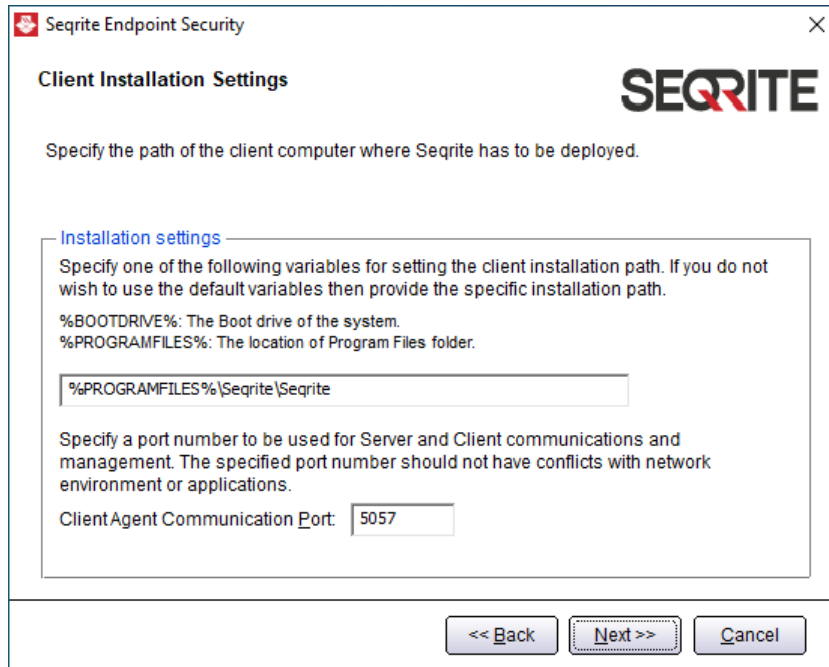 Seqrite Endpoint Security
Client Installation Settings
SEQRITE
Specify the path of the client computer where Seqrite has to be deployed.
Installation settings
Specify one of the following variables for setting the client installation path. If you do not
wish to use the default variables then provide the specific installation path.
%BOOTDRIVE%: The Boot drive of the system.
%PROGRAMFILES%: The location of Program Files folder.
%PROGRAMFILES%\Seqrite\Seqrite
Specify a port number to be used for Server and Client communications and
management. The specified port number should not have conflicts with network
environment or applications.
Client Agent Communication Port: 5057
<< Back Next >> Cancel